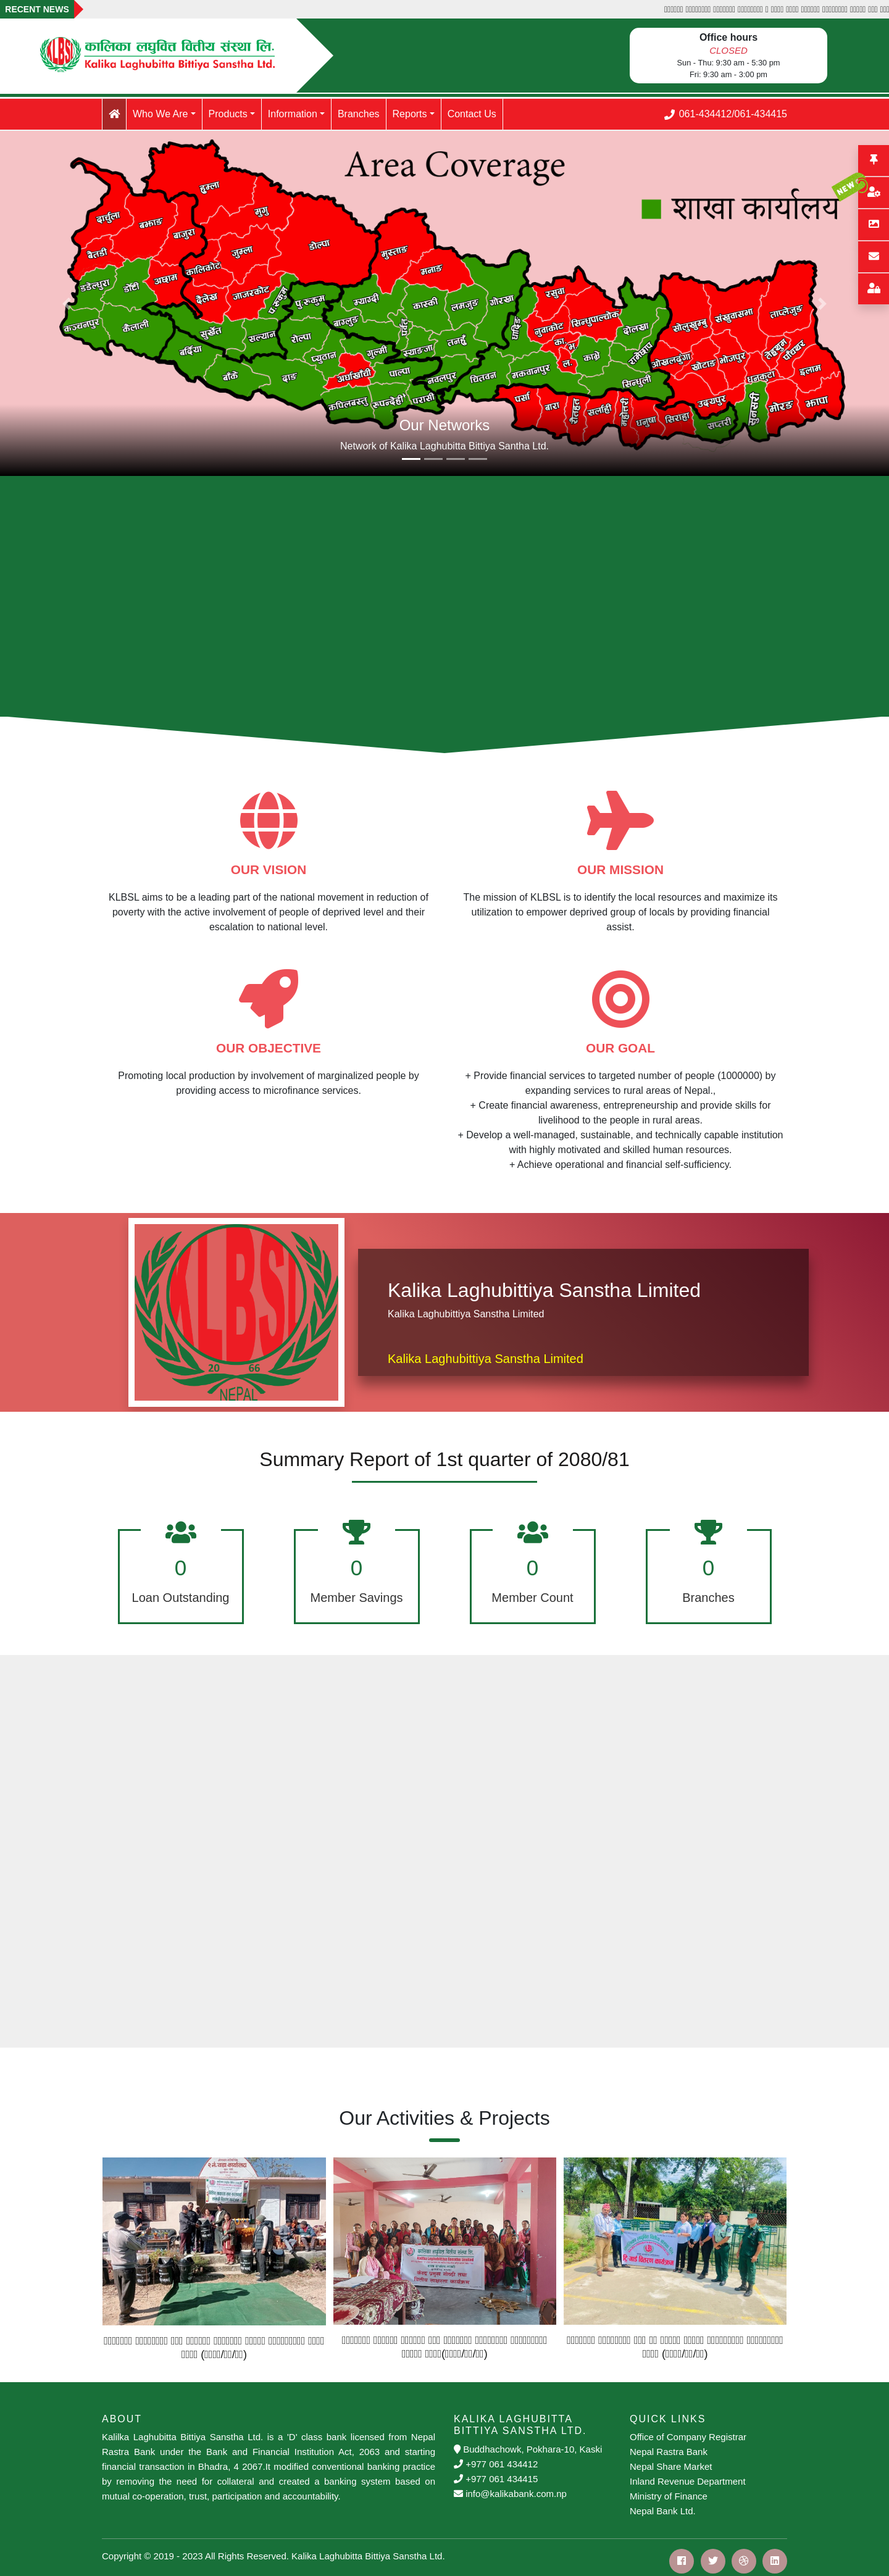 RECENT NEWS
कालिका लघुवित्त वित्तीय संस्था लि.
Kalika Laghubitta Bittiya Sanstha Ltd.
Office hours
CLOSED
Sun - Thu: 9:30 am - 5:30 pm
Fri: 9:30 am - 3:00 pm
Who We Are
Products
Information
Branches
Reports
Contact Us
061-434412/061-434415
Area Coverage
NEW
शाखा कार्यालय
दार्चुला
हुम्ला
बझाङ
मुगु
बैतडी
बाजुरा
डोल्पा
जुम्ला
मुस्ताङ
डडेल्धुरा
डोटी
अछाम
कालिकोट
मनाङ
जाजरकोट
दैलेख
म्याग्दी
कास्की
लमजुङ
गोरखा
रसुवा
कञ्चनपुर
कैलाली
सुर्खेत
सल्यान
रोल्पा
बाग्लुङ
पर्वत
धादिङ
नुवाकोट
सिन्धुपाल्चोक
दोलखा
सोलुखुम्बु
संखुवासभा
ताप्लेजुङ
बर्दिया
प्युठान
गुल्मी
स्याङजा
तनहुँ
काभ्रे
बाँके
दाङ
अर्घाखाँची
पाल्पा
नवलपुर
चितवन
मकवानपुर
सिन्धुली
ओखलढुंगा
खोटाङ
भोजपुर
धनकुटा
इलाम
कपिलबस्तु
रूपन्देही
परासी
पर्सा
बारा
रौतहत
सर्लाही
महोत्तरी
धनुषा
सिराहा
उदयपुर
सप्तरी
सुनसरी
मोरङ
झापा
Our Networks
Network of Kalika Laghubitta Bittiya Santha Ltd.
OUR VISION
KLBSL aims to be a leading part of the national movement in reduction of
poverty with the active involvement of people of deprived level and their
escalation to national level.
OUR MISSION
The mission of KLBSL is to identify the local resources and maximize its
utilization to empower deprived group of locals by providing financial
assist.
OUR OBJECTIVE
Promoting local production by involvement of marginalized people by
providing access to microfinance services.
OUR GOAL
+ Provide financial services to targeted number of people (1000000) by
expanding services to rural areas of Nepal.,
+ Create financial awareness, entrepreneurship and provide skills for
livelihood to the people in rural areas.
+ Develop a well-managed, sustainable, and technically capable institution
with highly motivated and skilled human resources.
+ Achieve operational and financial self-sufficiency.
KLBSL
20 66
NEPAL
Kalika Laghubittiya Sanstha Limited
Kalika Laghubittiya Sanstha Limited
Kalika Laghubittiya Sanstha Limited
Summary Report of 1st quarter of 2080/81
0
Loan Outstanding
0
Member Savings
0
Member Count
0
Branches
Our Activities & Projects
ABOUT
Kalilka Laghubitta Bittiya Sanstha Ltd. is a 'D' class bank licensed from Nepal
Rastra Bank under the Bank and Financial Institution Act, 2063 and starting
financial transaction in Bhadra, 4 2067.It modified conventional banking practice
by removing the need for collateral and created a banking system based on
mutual co-operation, trust, participation and accountability.
KALIKA LAGHUBITTA
BITTIYA SANSTHA LTD.
Buddhachowk, Pokhara-10, Kaski
+977 061 434412
+977 061 434415
info@kalikabank.com.np
QUICK LINKS
Office of Company Registrar
Nepal Rastra Bank
Nepal Share Market
Inland Revenue Department
Ministry of Finance
Nepal Bank Ltd.
Copyright © 2019 - 2023 All Rights Reserved. Kalika Laghubitta Bittiya Sanstha Ltd.